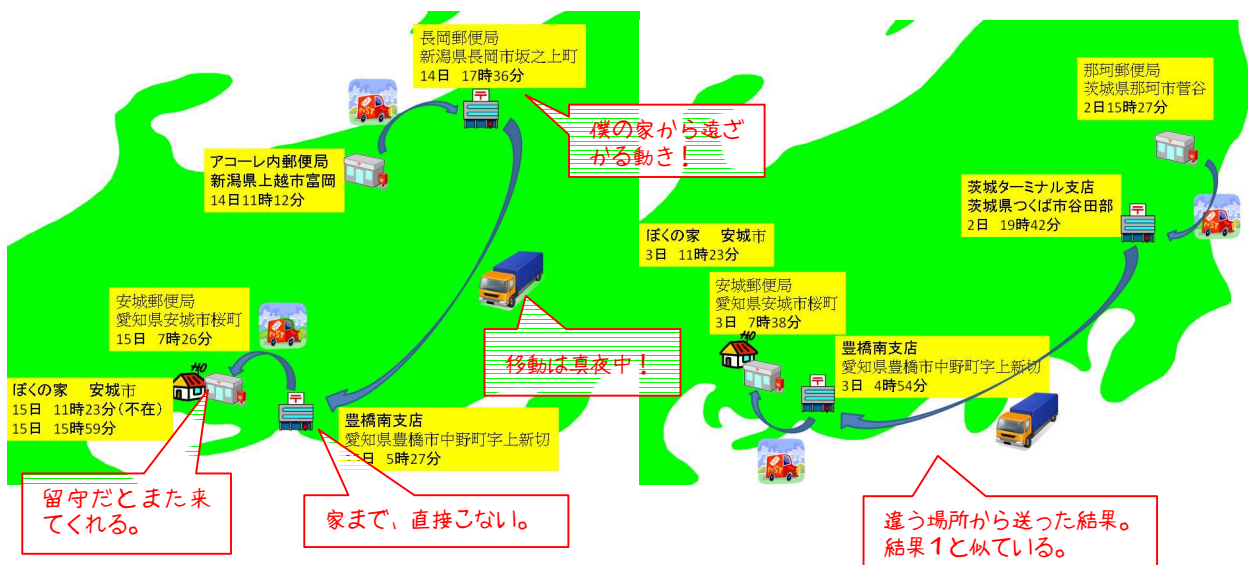 長岡郵便局
新潟県長岡市坂之上町
14日 17時36分
僕の家から遠ざ
かる動き！
アコーレ内郵便局
新潟県上越市富岡
14日11時12分
移動は真夜中！
安城郵便局
愛知県安城市桜町
15日 7時26分
ぼくの家 安城市
15日 11時23分(不在)
15日 15時59分
豊橋南支店
愛知県豊橋市中野町字上新切
日 5時27分
留守だとまた来
てくれる。
家まで、直接こない。
那珂郵便局
茨城県那珂市菅谷
2日15時27分
茨城ターミナル支店
茨城県つくば市谷田部
2日 19時42分
ぼくの家 安城市
3日 11時23分
安城郵便局
愛知県安城市桜町
3日 7時38分
豊橋南支店
愛知県豊橋市中野町字上新切
3日 4時54分
違う場所から送った結果。
結果１と似ている。